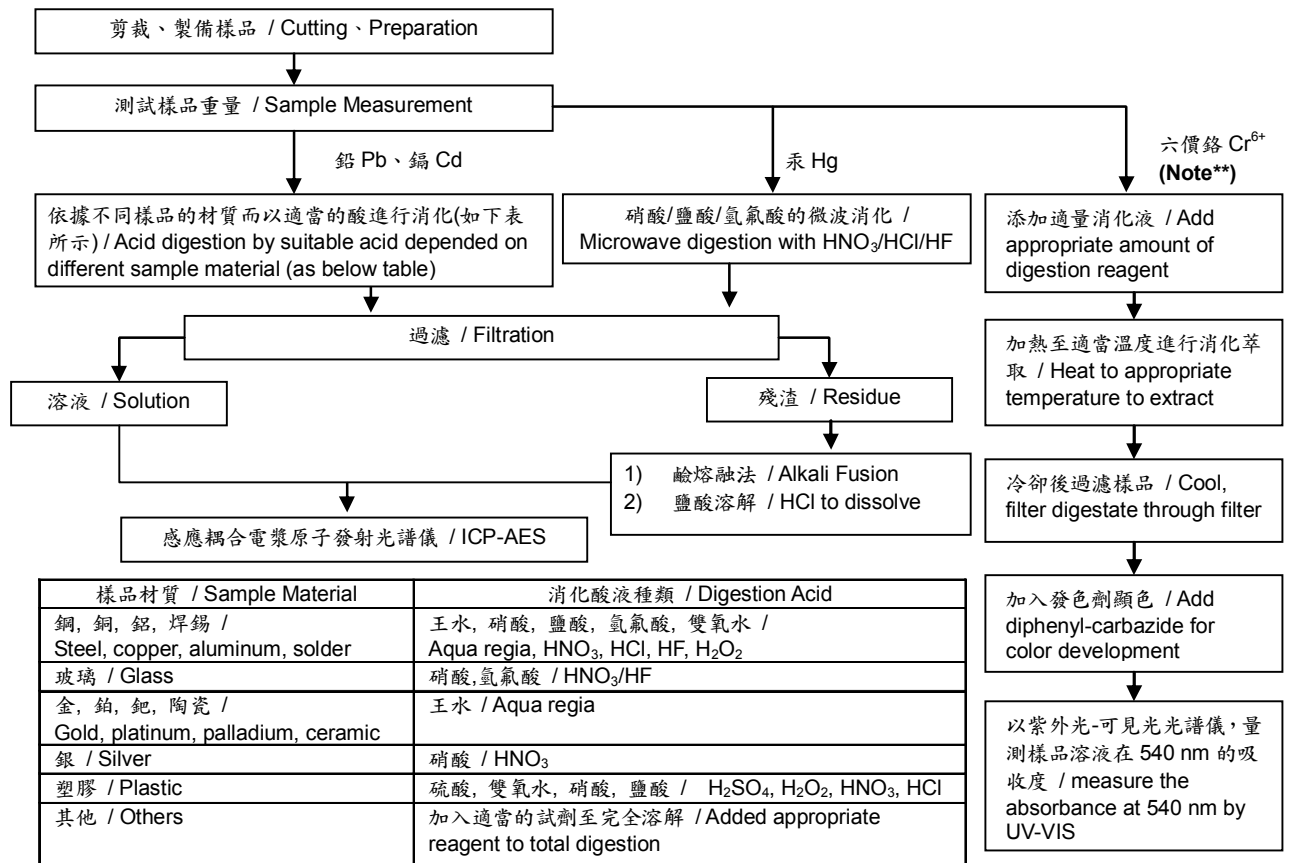 剪裁、製備樣品 / Cutting、Preparation
測試樣品重量 / Sample Measurement
鉛 Pb、鎘 Cd
汞 Hg
六價鉻 Cr6+
(Note**)
依據不同樣品的材質而以適當的酸進行消化(如下表
所示) / Acid digestion by suitable acid depended on
different sample material (as below table)
硝酸/鹽酸/氫氟酸的微波消化 /
Microwave digestion with HNO3/HCl/HF
添加適量消化液 / Add
appropriate amount of
digestion reagent
過濾 / Filtration
加熱至適當溫度進行消化萃
取 / Heat to appropriate
temperature to extract
溶液 / Solution
殘渣 / Residue
1) 鹼熔融法 / Alkali Fusion
2) 鹽酸溶解 / HCl to dissolve
冷卻後過濾樣品 / Cool,
filter digestate through filter
感應耦合電漿原子發射光譜儀 / ICP-AES
加入發色劑顯色 / Add
diphenyl-carbazide for
color development
以紫外光-可見光光譜儀，量
測樣品溶液在 540 nm 的吸
收度 / measure the
absorbance at 540 nm by
UV-VIS
樣品材質 / Sample Material
消化酸液種類 / Digestion Acid
鋼, 銅, 鋁, 焊錫 /
Steel, copper, aluminum, solder
王水, 硝酸, 鹽酸, 氫氟酸, 雙氧水 /
Aqua regia, HNO3, HCl, HF, H2O2
玻璃 / Glass
硝酸,氫氟酸 / HNO3/HF
金, 鉑, 鈀, 陶瓷 /
Gold, platinum, palladium, ceramic
王水 / Aqua regia
銀 / Silver
硝酸 / HNO3
塑膠 / Plastic
硫酸, 雙氧水, 硝酸, 鹽酸 / H2SO4, H2O2, HNO3, HCl
其他 / Others
加入適當的試劑至完全溶解 / Added appropriate
reagent to total digestion